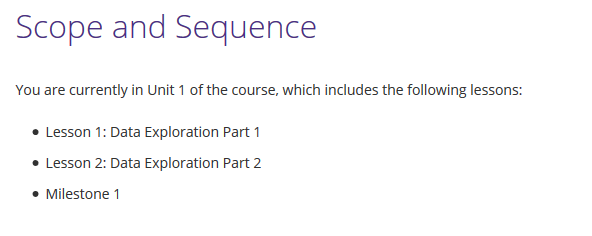 Scope and Sequence
You are currently in Unit 1 of the course, which includes the following lessons:
• Lesson 1: Data Exploration Part 1
• Lesson 2: Data Exploration Part 2
• Milestone 1